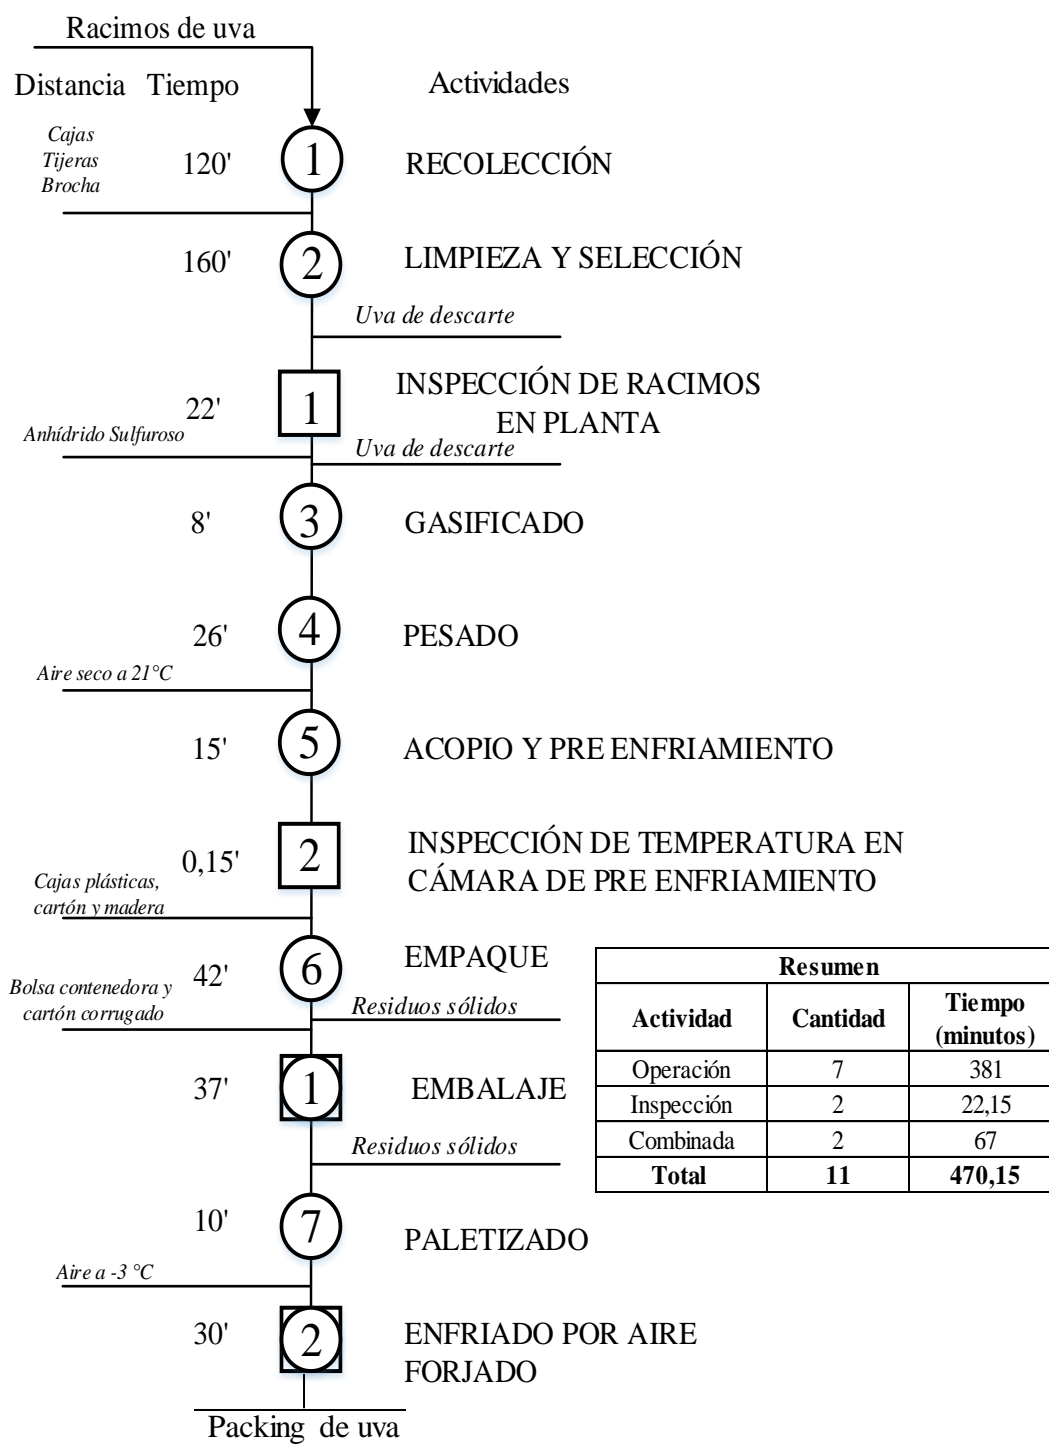 Racimos de uva
Distancia Tiempo Actividades
Cajas
Tijeras
Brocha
120' 1 RECOLECCIÓN
160' 2 LIMPIEZA Y SELECCIÓN
Uva de descarte
22' 1 INSPECCIÓN DE RACIMOS
EN PLANTA
Anhídrido Sulfuroso
Uva de descarte
8' 3 GASIFICADO
26' 4 PESADO
Aire seco a 21°C
15' 5 ACOPIO Y PRE ENFRIAMIENTO
0,15' 2 INSPECCIÓN DE TEMPERATURA EN
CÁMARA DE PRE ENFRIAMIENTO
Cajas plásticas,
cartón y madera
42' 6 EMPAQUE
Bolsa contenedora y
cartón corrugado
Residuos sólidos
37' 1 EMBALAJE
Residuos sólidos
10' 7 PALETIZADO
Aire a -3 °C
30' 2 ENFRIADO POR AIRE
FORJADO
Packing de uva
Resumen
Actividad Cantidad Tiempo
(minutos)
Operación 7 381
Inspección 2 22,15
Combinada 2 67
Total 11 470,15